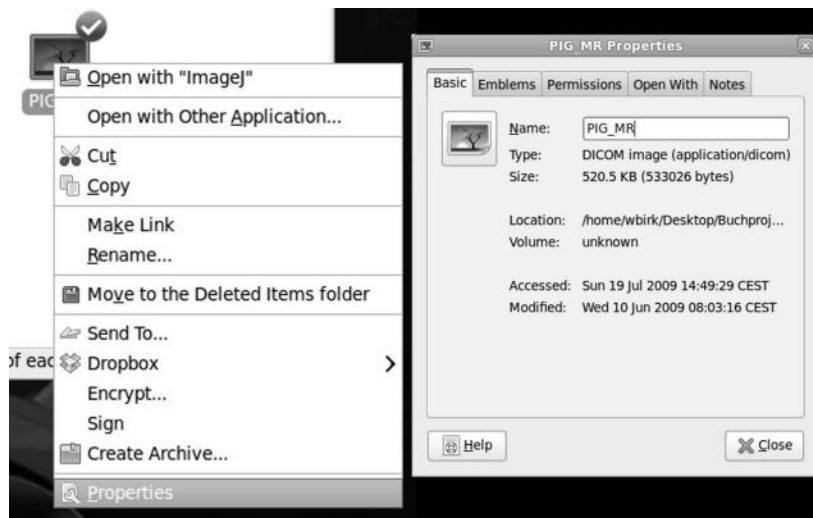 PIG
Open with "ImageJ"
Open with Other Application...
Cut
Copy
Make Link
Rename...
Move to the Deleted Items folder
Send To...
of eac
Dropbox
Encrypt...
Sign
Create Archive...
Properties
PIG_MR Properties
Basic Emblems Permissions Open With Notes
Name: PIG_MR
Type: DICOM image (application/dicom)
Size: 520.5 KB (533026 bytes)
Location: /home/wbirk/Desktop/Buchproj...
Volume: unknown
Accessed: Sun 19 Jul 2009 14:49:29 CEST
Modified: Wed 10 Jun 2009 08:03:16 CEST
Help
Close